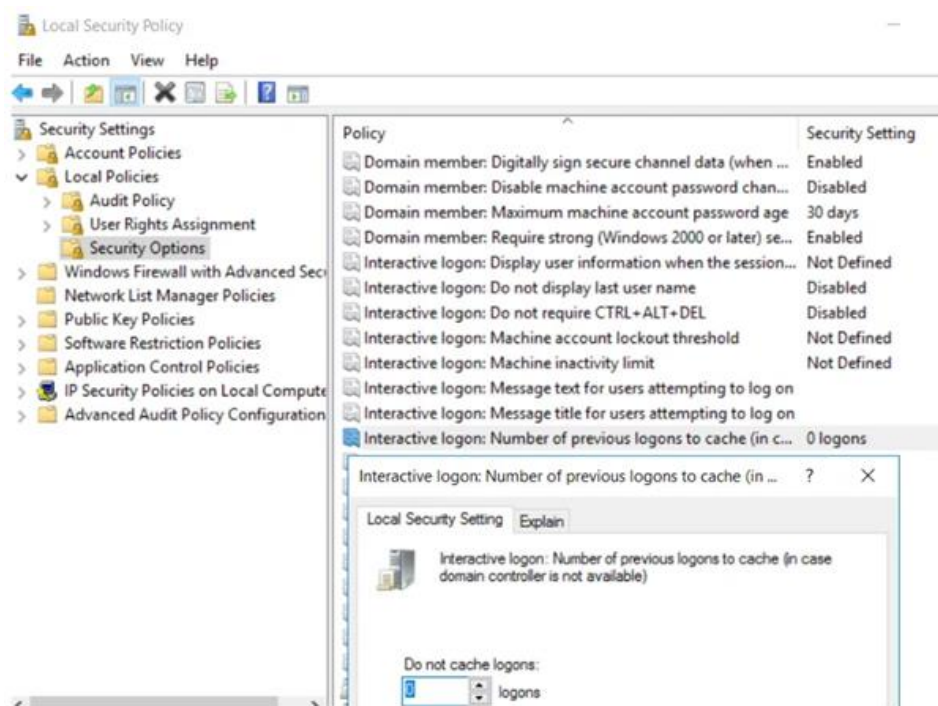 Local Security Policy
File Action View Help
Security Settings
Account Policies
Local Policies
Audit Policy
User Rights Assignment
Security Options
Windows Firewall with Advanced Secu
Network List Manager Policies
Public Key Policies
Software Restriction Policies
Application Control Policies
IP Security Policies on Local Compute
Advanced Audit Policy Configuration
Policy Security Setting
Domain member: Digitally sign secure channel data (when ... Enabled
Domain member: Disable machine account password chan... Disabled
Domain member: Maximum machine account password age 30 days
Domain member: Require strong (Windows 2000 or later) se... Enabled
Interactive logon: Display user information when the session... Not Defined
Interactive logon: Do not display last user name Disabled
Interactive logon: Do not require CTRL+ALT+DEL Disabled
Interactive logon: Machine account lockout threshold Not Defined
Interactive logon: Machine inactivity limit Not Defined
Interactive logon: Message text for users attempting to log on
Interactive logon: Message title for users attempting to log on
Interactive logon: Number of previous logons to cache (in c... 0 logons
Interactive logon: Number of previous logons to cache (in ... ?
Local Security Setting Explain
Interactive logon: Number of previous logons to cache (in case
domain controller is not available)
Do not cache logons:
0 logons